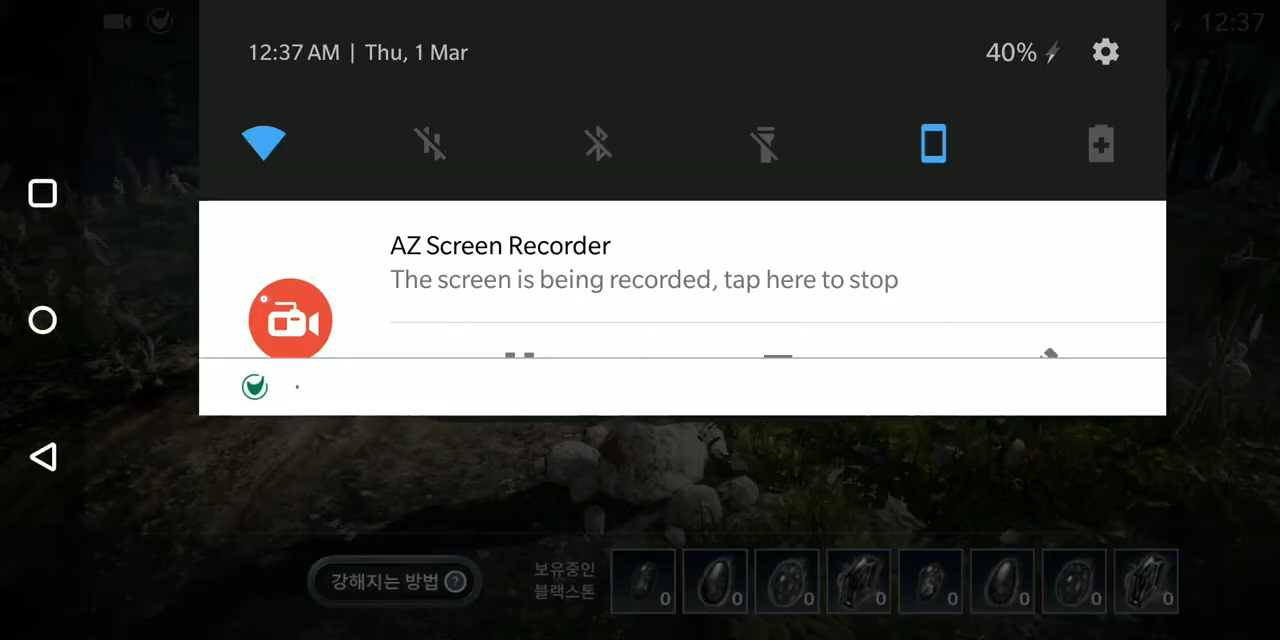 12:37
12:37 AM | Thu, 1 Mar
40%
AZ Screen Recorder
The screen is being recorded, tap here to stop
강해지는 방법 ?
보유중인
블랙스톤
0 0 0 0 0 0 0 0